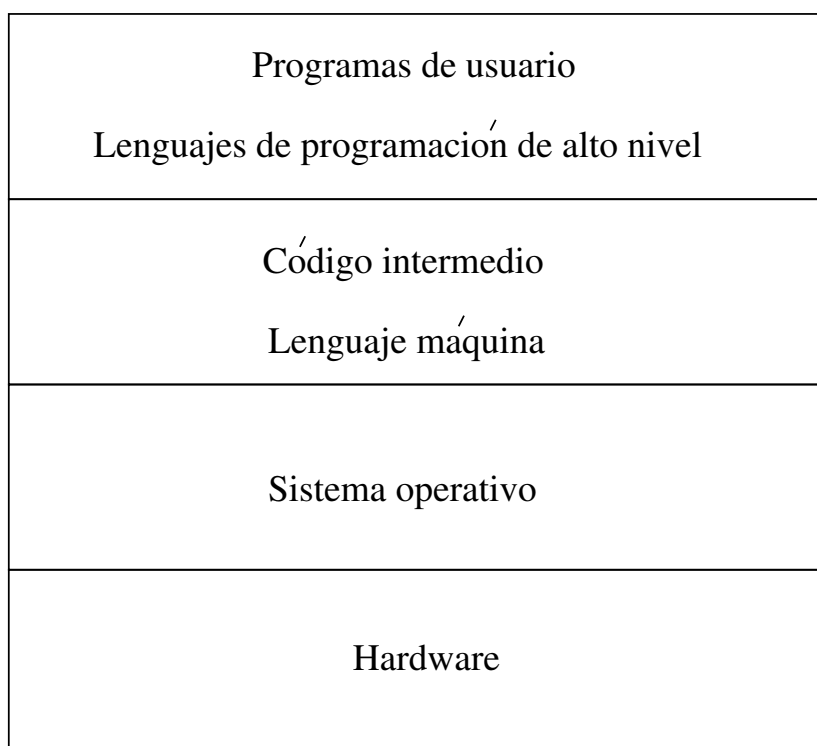 Programas de usuario
Lenguajes de programación de alto nivel
Código intermedio
Lenguaje máquina
Sistema operativo
Hardware